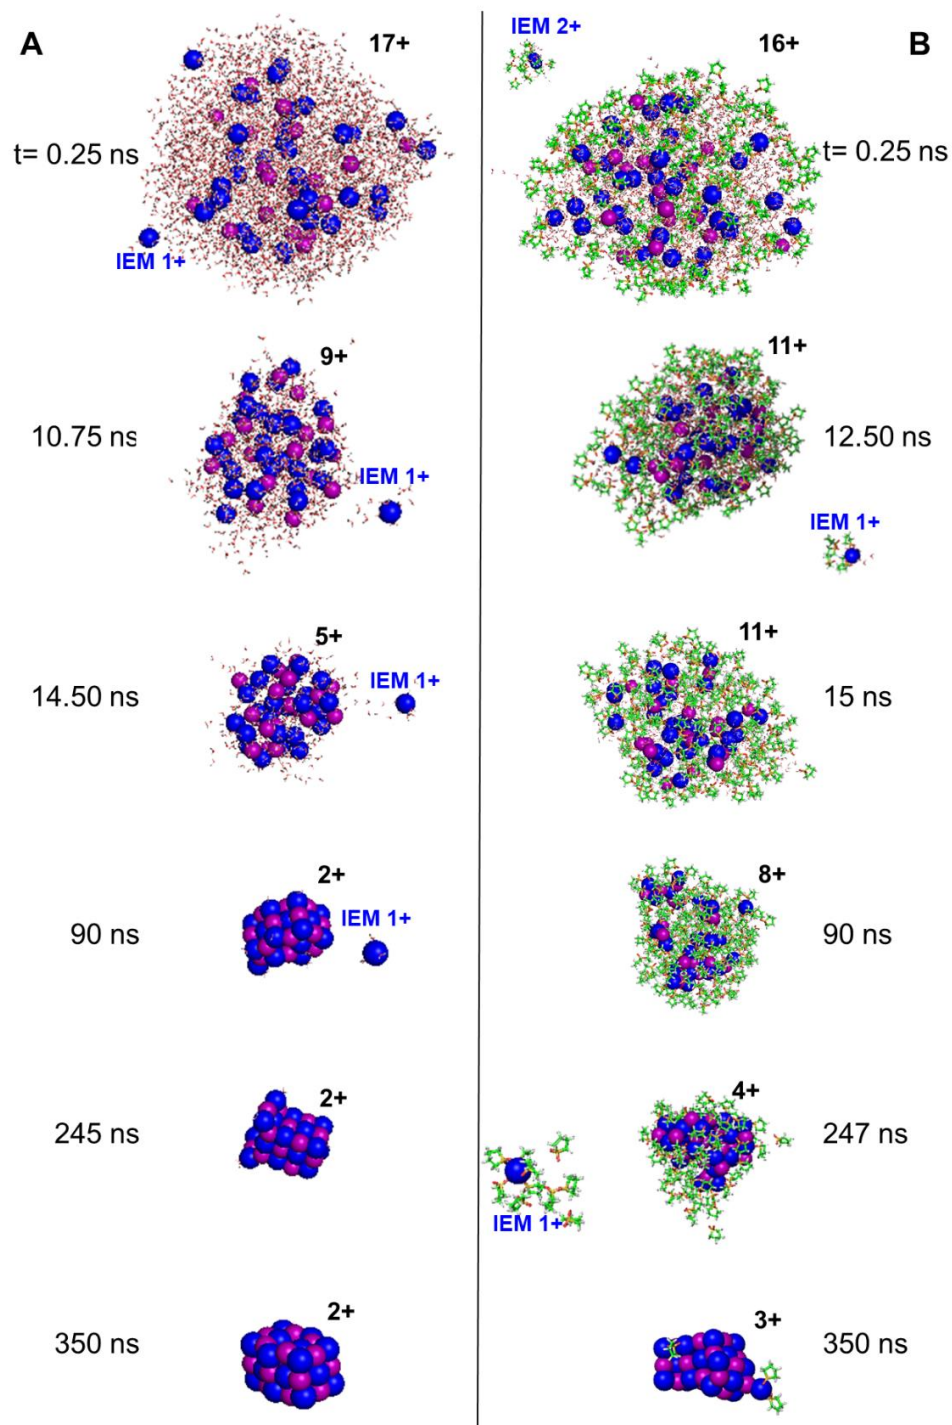 A
17+
t= 0.25 ns
IEM 1+
9+
10.75 ns
IEM 1+
5+
14.50 ns
IEM 1+
2+
90 ns
IEM 1+
2+
245 ns
2+
350 ns
B
IEM 2+
16+
t= 0.25 ns
11+
12.50 ns
IEM 1+
11+
15 ns
8+
90 ns
4+
247 ns
IEM 1+
3+
350 ns